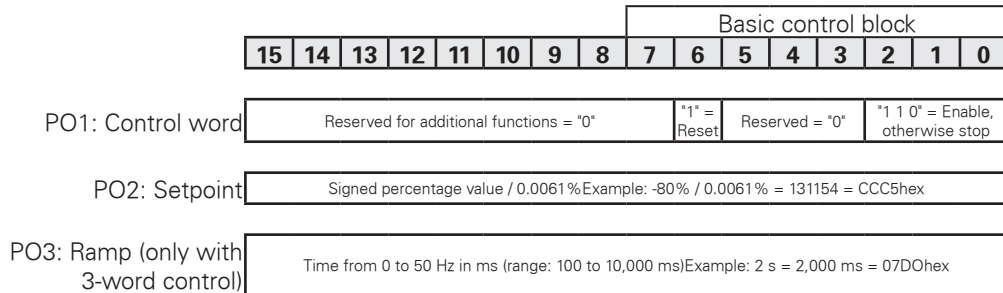 Basic control block
15 14 13 12 11 10 9 8 7 6 5 4 3 2 1 0
PO1: Control word
Reserved for additional functions = "0"
"1" =
Reset
Reserved = "0"
"1 1 0" = Enable,
otherwise stop
PO2: Setpoint
Signed percentage value / 0.0061%Example: -80% / 0.0061% = 131154 = CCC5hex
PO3: Ramp (only with
3-word control)
Time from 0 to 50 Hz in ms (range: 100 to 10,000 ms)Example: 2 s = 2,000 ms = 07DOhex